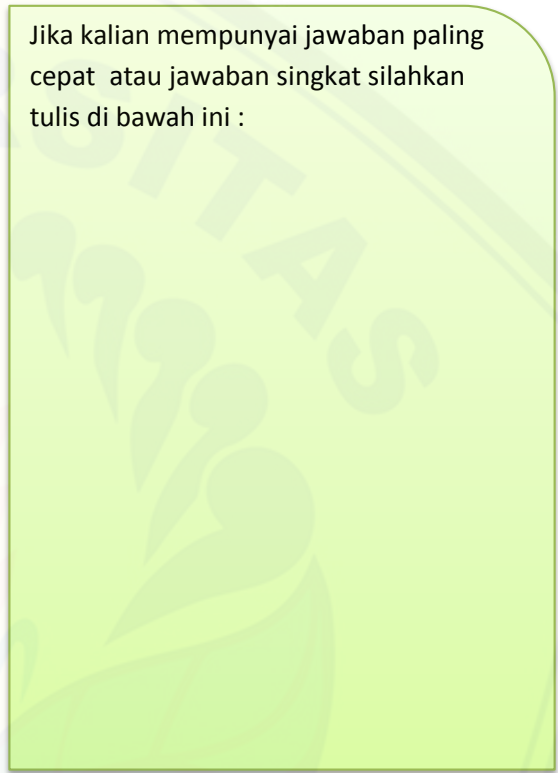 Jika kalian mempunyai jawaban paling
cepat atau jawaban singkat silahkan
tulis di bawah ini :